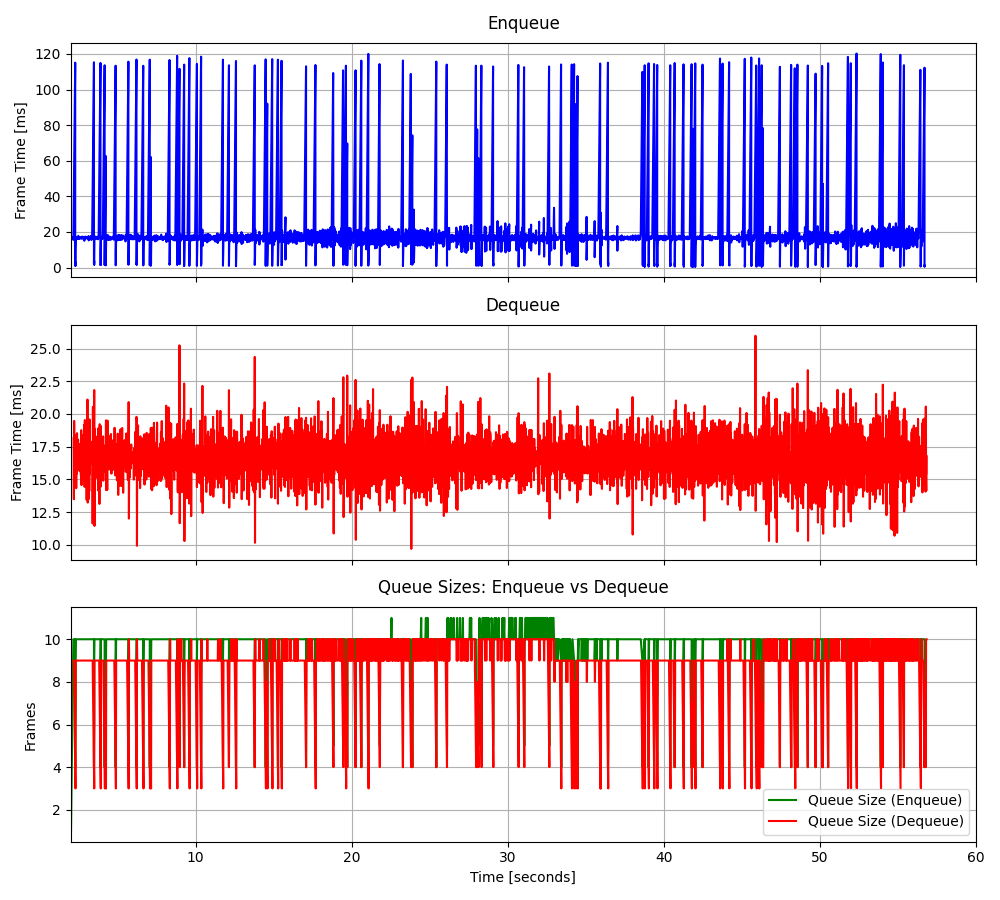 Enqueue
Frame Time [ms]
120
100
80
60
40
20
0
Dequeue
Frame Time [ms]
25.0
22.5
20.0
17.5
15.0
12.5
10.0
Queue Sizes: Enqueue vs Dequeue
Frames
10
8
6
4
2
Queue Size (Enqueue)
Queue Size (Dequeue)
10
20
30
40
50
60
Time [seconds]